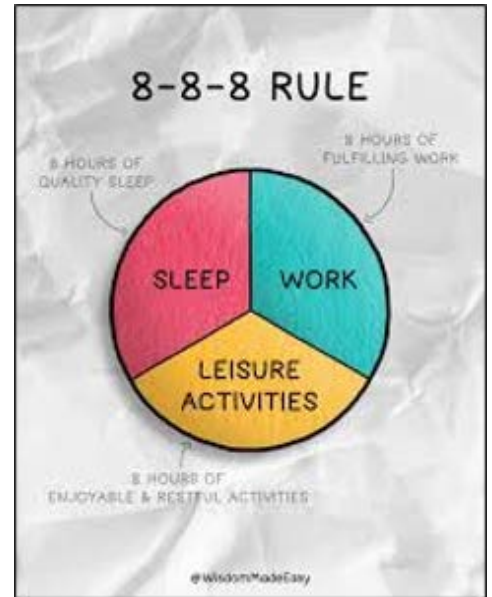 8-8-8 RULE
8 HOURS OF
QUALITY SLEEP
8 HOURS OF
FULFILLING WORK
SLEEP
WORK
LEISURE
ACTIVITIES
8 HOURS OF
ENJOYABLE & RESTFUL ACTIVITIES
@WisdomMadeEasy